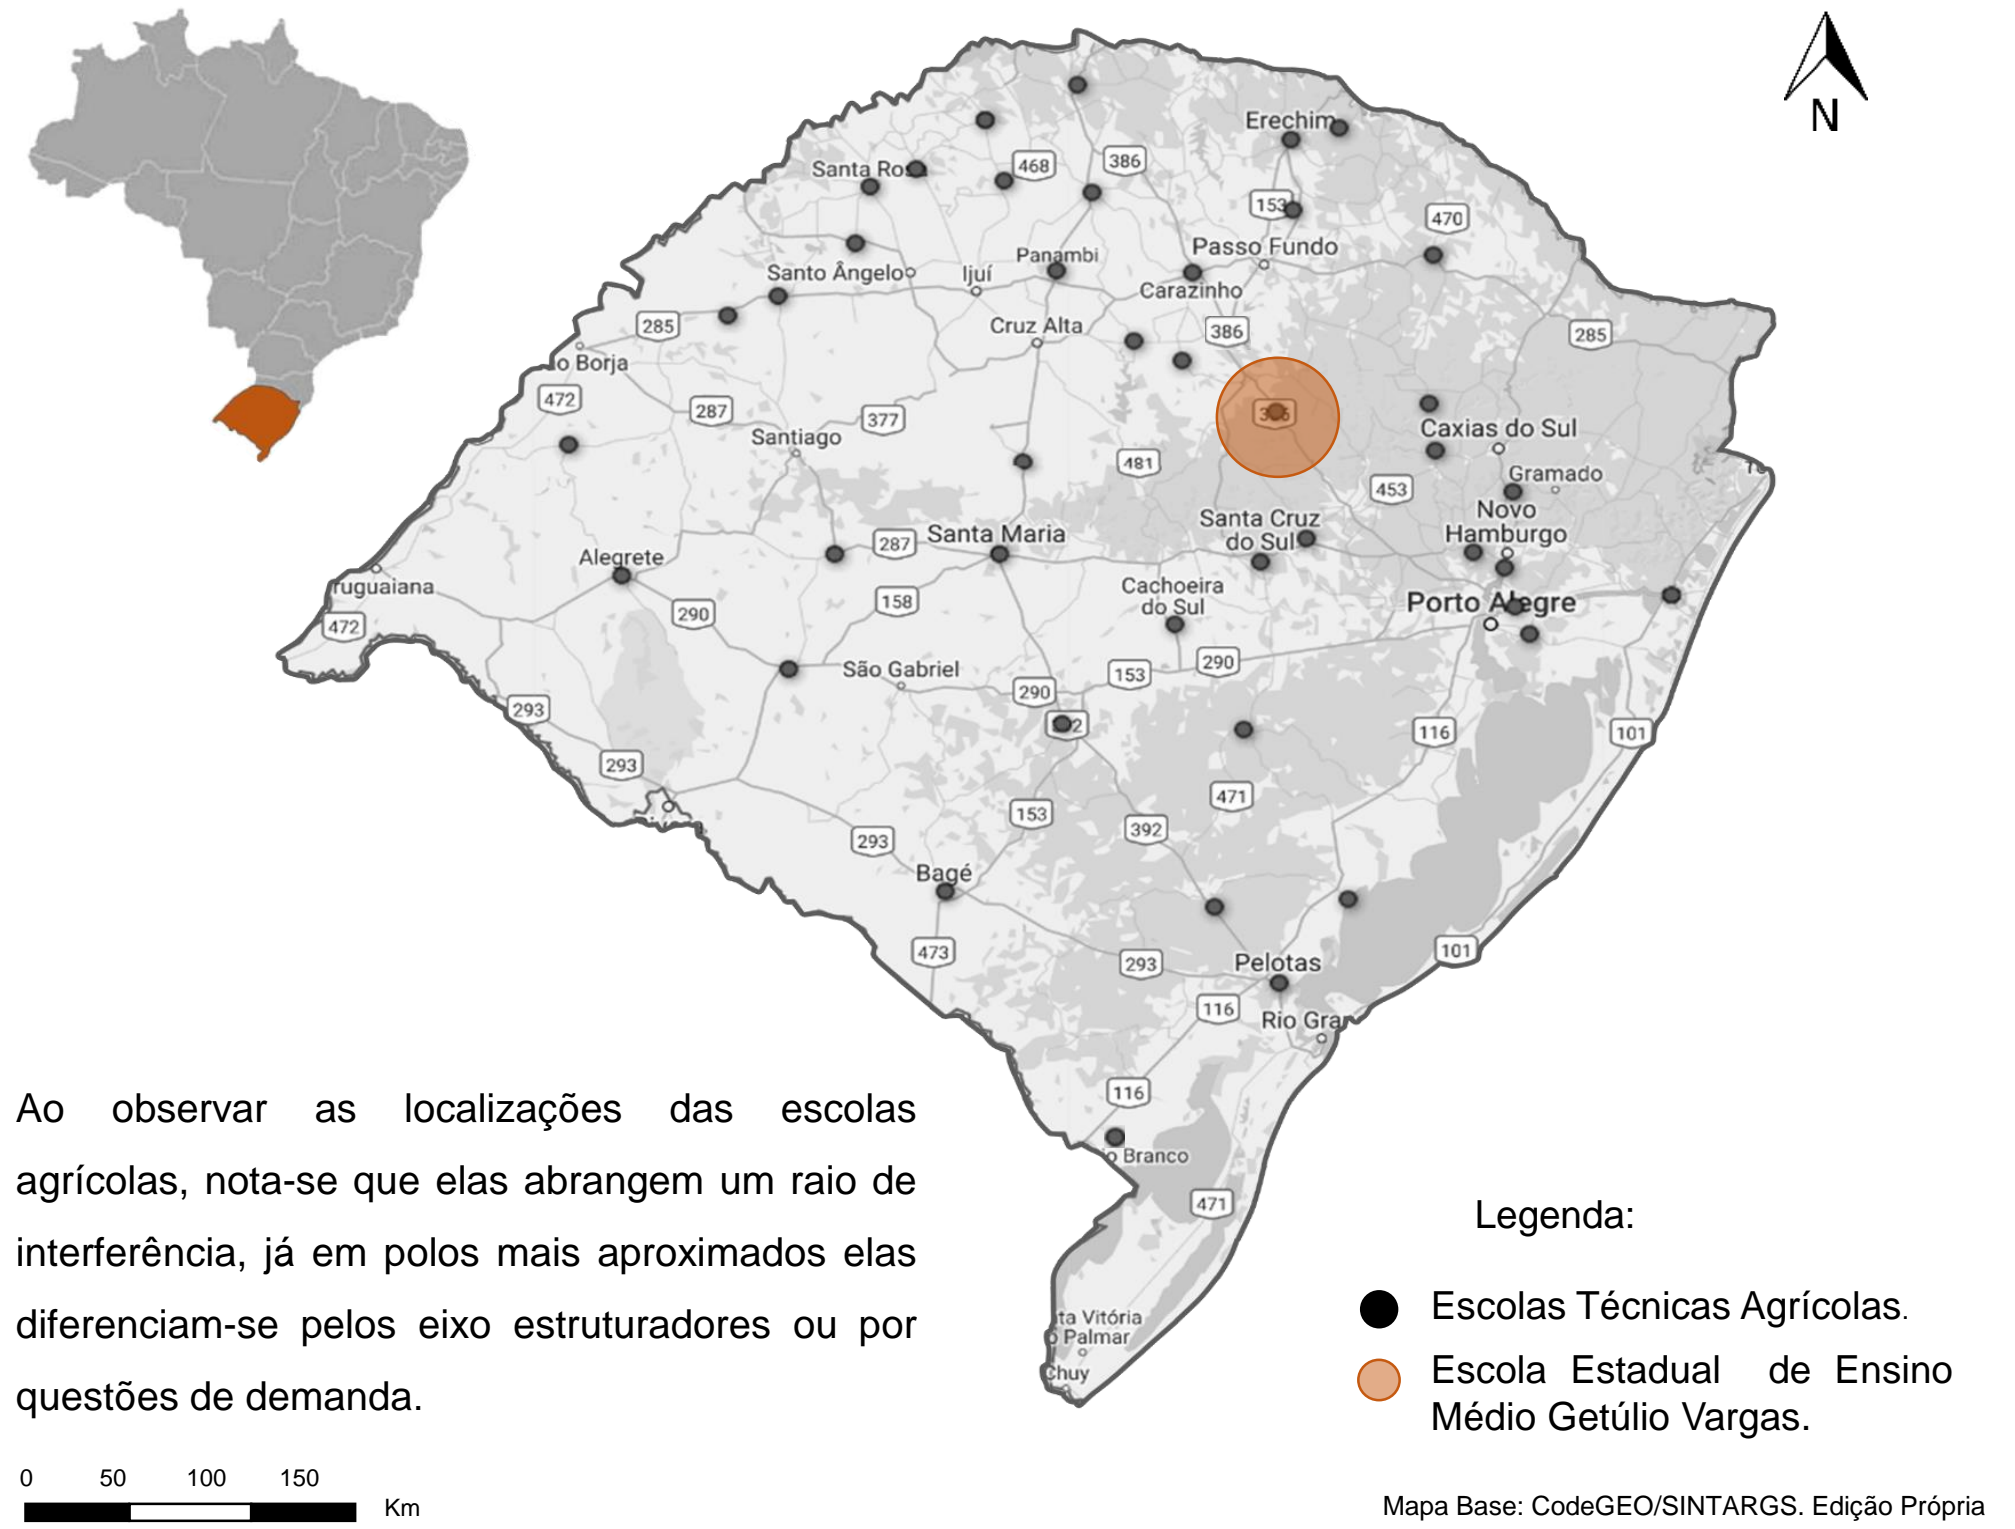 N
Erechim
468
386
Santa Rosa
153
470
Passo Fundo
Panambi
Santo Ângelo
Ijuí
Carazinho
285
Cruz Alta
386
285
o Borja
472
287
377
Santiago
Caxias do Sul
481
Gramado
453
Novo
Hamburgo
Santa Cruz
do Sul
287
Santa Maria
Alegrete
ruguaiana
Cachoeira
do Sul
158
Porto Alegre
290
472
São Gabriel
153
290
290
293
116
101
293
471
153
392
293
Bagé
473
293
101
Pelotas
116
Rio Gra
116
o Branco
471
ta Vitória
o Palmar
Chuy
Ao observar as localizações das escolas
agrícolas, nota-se que elas abrangem um raio de
interferência, já em polos mais aproximados elas
diferenciam-se pelos eixo estruturadores ou por
questões de demanda.
Legenda:
Escolas Técnicas Agrícolas.
Escola Estadual de Ensino
Médio Getúlio Vargas.
0 50 100 150
Km
Mapa Base: CodeGEO/SINTARGS. Edição Própria